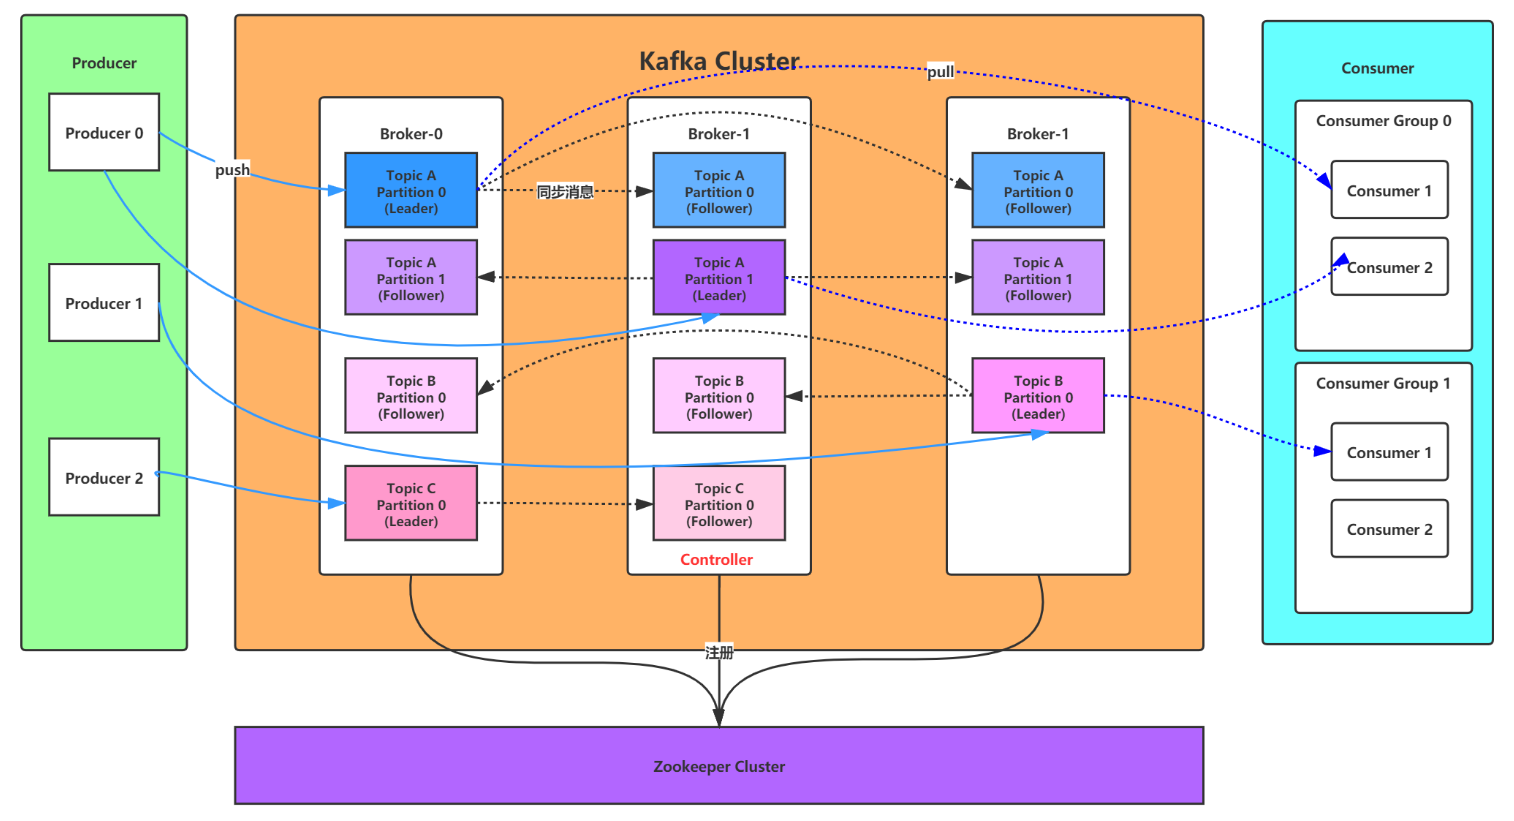 Producer
Producer 0
Producer 1
Producer 2
push
Kafka Cluster
pull
Broker-0
Topic A
Partition 0
(Leader)
Topic A
Partition 1
(Follower)
Topic B
Partition 0
(Follower)
Topic C
Partition 0
(Leader)
同步消息
Broker-1
Topic A
Partition 0
(Follower)
Topic A
Partition 1
(Leader)
Topic B
Partition 0
(Follower)
Topic C
Partition 0
(Follower)
Controller
Broker-1
Topic A
Partition 0
(Follower)
Topic A
Partition 1
(Follower)
Topic B
Partition 0
(Leader)
Consumer
Consumer Group 0
Consumer 1
Consumer 2
Consumer Group 1
Consumer 1
Consumer 2
注册
Zookeeper Cluster